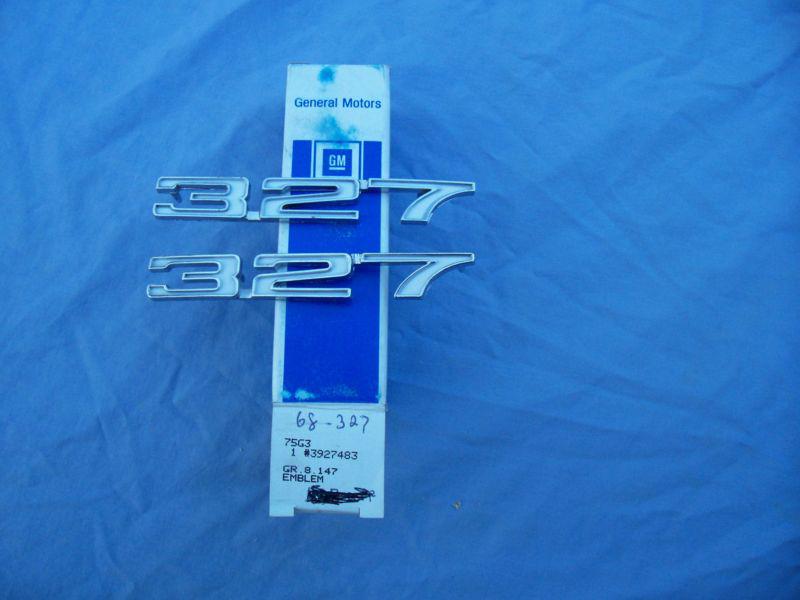 General Motors
GM
327
327
68-327
75G3
1 #3927483
GR.8.147
EMBLEM